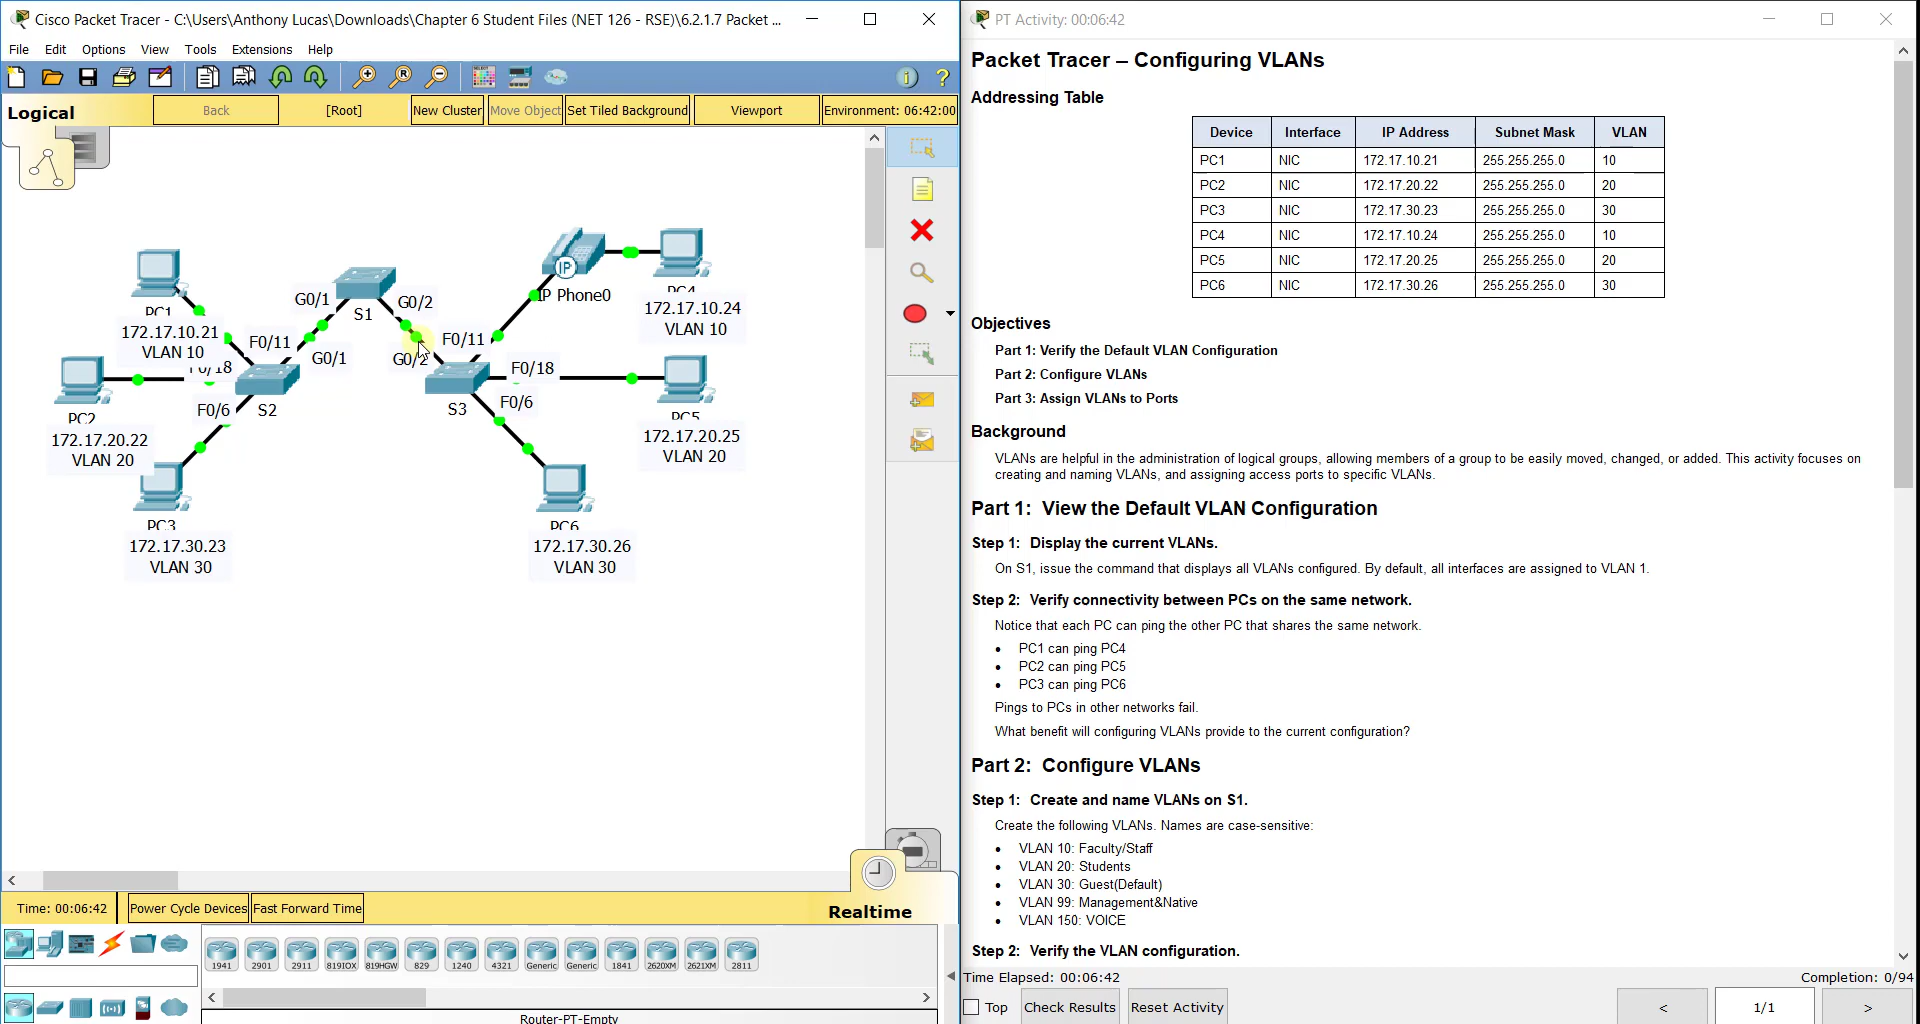 Cisco Packet Tracer - C:\Users\Anthony Lucas\Downloads\Chapter 6 Student Files (NET 126 - RSE)\6.2.1.7 Packet ...
File Edit Options View Tools Extensions Help
Logical
Back
[Root]
New Cluster
Move Object
Set Tiled Background
Viewport
Environment: 06:42:00
PC1
172.17.10.21
VLAN 10
PC2
172.17.20.22
VLAN 20
PC3
172.17.30.23
VLAN 30
G0/1
G0/2
S1
F0/11
G0/1
F0/18
F0/6
S2
F0/11
G0/2
F0/18
F0/6
S3
IP
IP Phone0
PC4
172.17.10.24
VLAN 10
PC5
172.17.20.25
VLAN 20
PC6
172.17.30.26
VLAN 30
Time: 00:06:42
Power Cycle Devices
Fast Forward Time
Realtime
1941 2901 2911 819IOX 819HGW 829 1240 4321 Generic Generic 1841 2620XM 2621XM 2811
Router-PT-Empty
PT Activity: 00:06:42
Packet Tracer – Configuring VLANs
Addressing Table
Device Interface IP Address Subnet Mask VLAN
PC1 NIC 172.17.10.21 255.255.255.0 10
PC2 NIC 172.17.20.22 255.255.255.0 20
PC3 NIC 172.17.30.23 255.255.255.0 30
PC4 NIC 172.17.10.24 255.255.255.0 10
PC5 NIC 172.17.20.25 255.255.255.0 20
PC6 NIC 172.17.30.26 255.255.255.0 30
Objectives
Part 1: Verify the Default VLAN Configuration
Part 2: Configure VLANs
Part 3: Assign VLANs to Ports
Background
VLANs are helpful in the administration of logical groups, allowing members of a group to be easily moved, changed, or added. This activity focuses on
creating and naming VLANs, and assigning access ports to specific VLANs.
Part 1: View the Default VLAN Configuration
Step 1: Display the current VLANs.
On S1, issue the command that displays all VLANs configured. By default, all interfaces are assigned to VLAN 1.
Step 2: Verify connectivity between PCs on the same network.
Notice that each PC can ping the other PC that shares the same network.
• PC1 can ping PC4
• PC2 can ping PC5
• PC3 can ping PC6
Pings to PCs in other networks fail.
What benefit will configuring VLANs provide to the current configuration?
Part 2: Configure VLANs
Step 1: Create and name VLANs on S1.
Create the following VLANs. Names are case-sensitive:
• VLAN 10: Faculty/Staff
• VLAN 20: Students
• VLAN 30: Guest(Default)
• VLAN 99: Management&Native
• VLAN 150: VOICE
Step 2: Verify the VLAN configuration.
Time Elapsed: 00:06:42
Completion: 0/94
Top
Check Results
Reset Activity
<
1/1
>